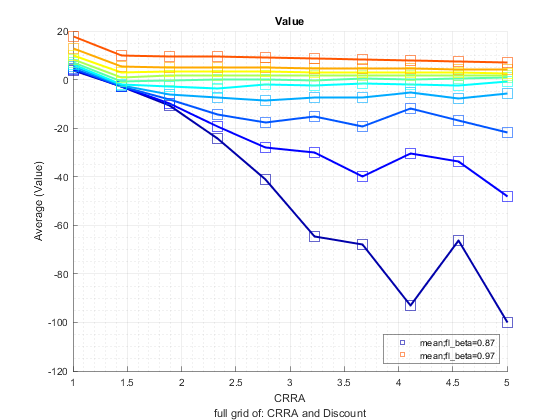 Value
20
0
-20
-40
-60
-80
-100
-120
Average (Value)
1
1.5
2
2.5
3
3.5
4
4.5
5
mean;fl_beta=0.87
mean;fl_beta=0.97
CRRA
full grid of: CRRA and Discount